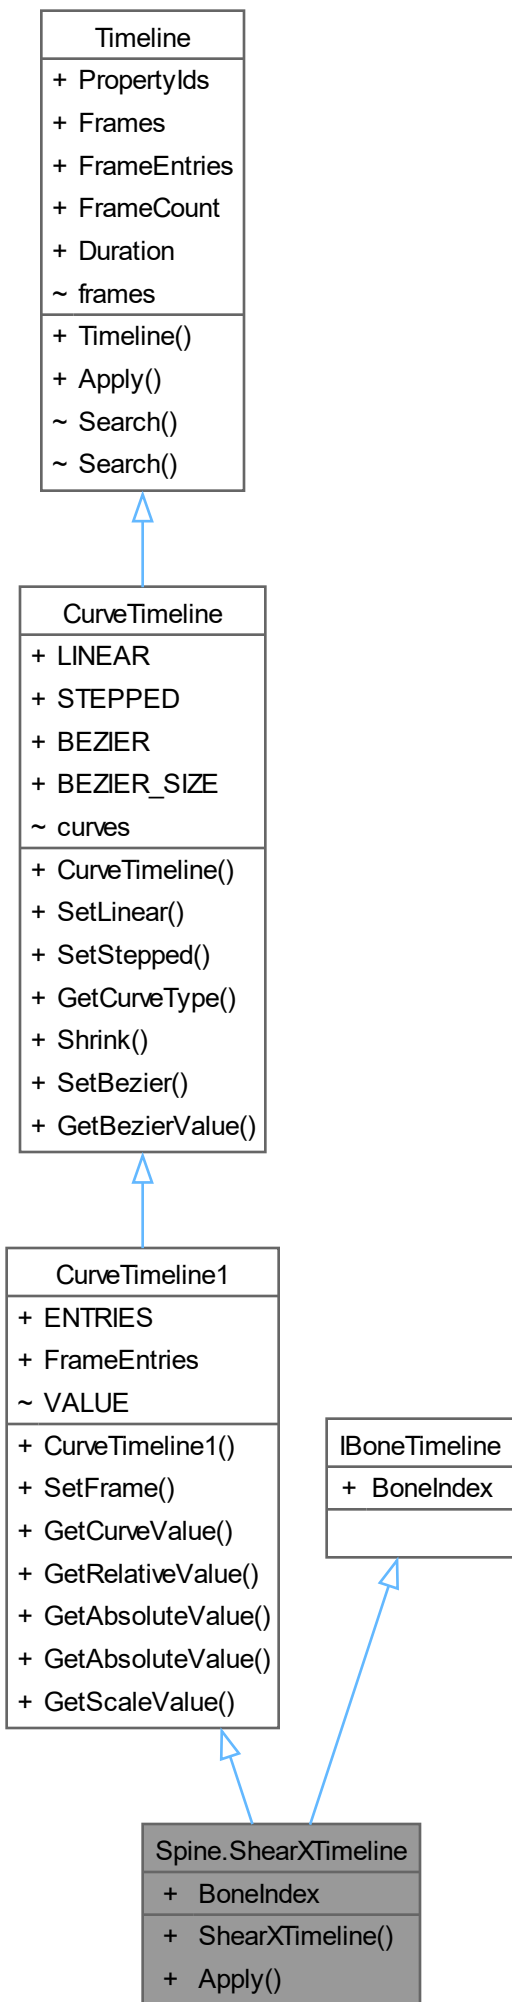 Timeline
+ PropertyIds
+ Frames
+ FrameEntries
+ FrameCount
+ Duration
~ frames
+ Timeline()
+ Apply()
~ Search()
~ Search()
CurveTimeline
+ LINEAR
+ STEPPED
+ BEZIER
+ BEZIER_SIZE
~ curves
+ CurveTimeline()
+ SetLinear()
+ SetStepped()
+ GetCurveType()
+ Shrink()
+ SetBezier()
+ GetBezierValue()
CurveTimeline1
+ ENTRIES
+ FrameEntries
~ VALUE
+ CurveTimeline1()
+ SetFrame()
+ GetCurveValue()
+ GetRelativeValue()
+ GetAbsoluteValue()
+ GetAbsoluteValue()
+ GetScaleValue()
IBoneTimeline
+ BoneIndex
Spine.ShearXTimeline
+ BoneIndex
+ ShearXTimeline()
+ Apply()